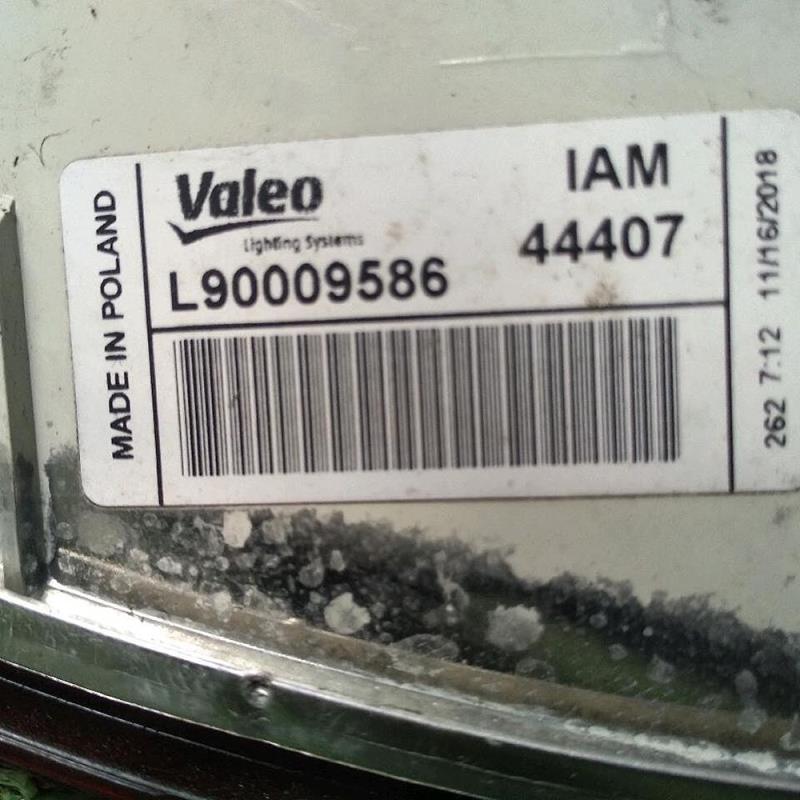 MADE IN POLAND
Valeo
Lighting Systems
L90009586
IAM
44407
262 7:12 11/16/2018